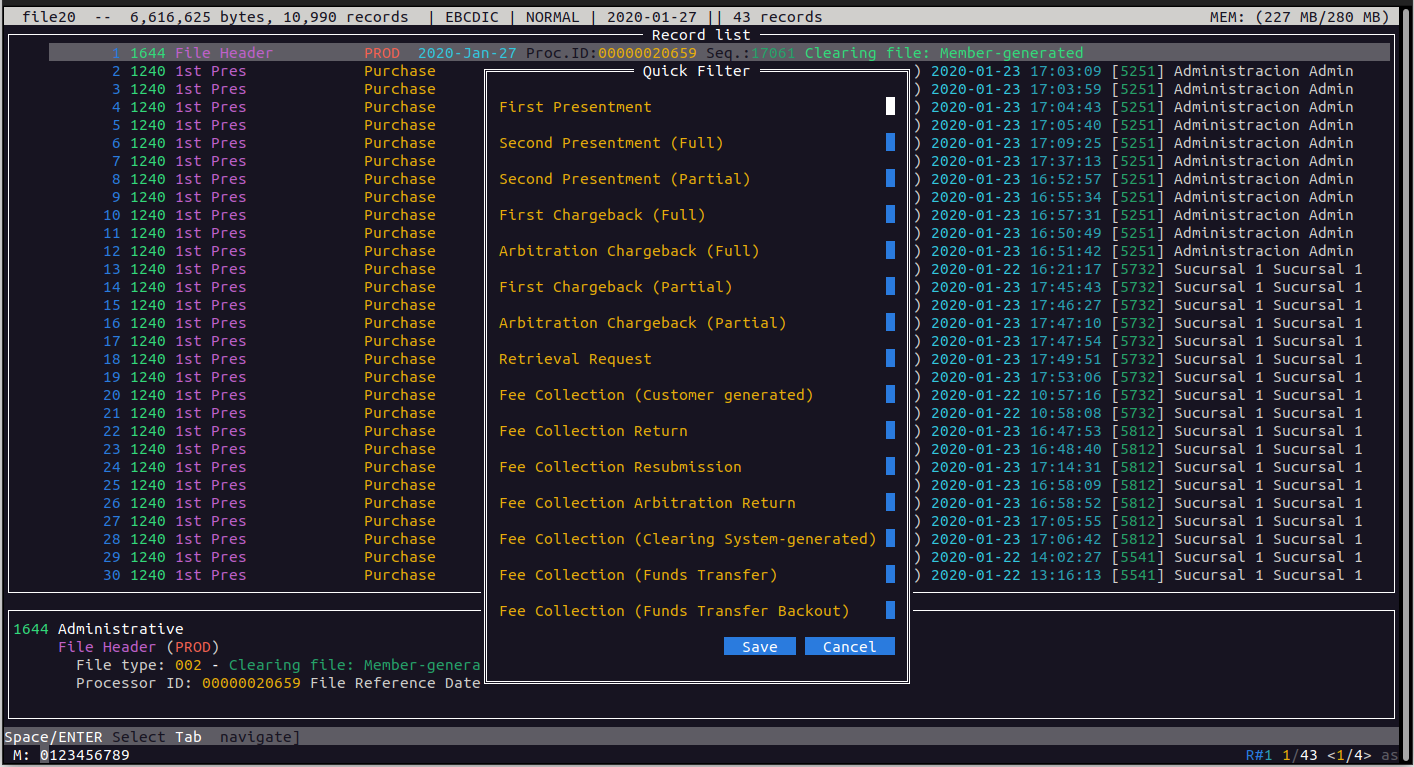 file20  --  6,616,625 bytes, 10,990 records  | EBCDIC | NORMAL | 2020-01-27 || 43 records MEM: (227 MB/280 MB)
Record list
1 1644 File Header PROD 2020-Jan-27 Proc.ID:00000020659 Seq.:17061 Clearing file: Member-generated
Quick Filter
2 1240 1st Pres Purchase ) 2020-01-23 17:03:09 [5251] Administracion Admin
3 1240 1st Pres Purchase ) 2020-01-23 17:03:59 [5251] Administracion Admin
4 1240 1st Pres Purchase First Presentment ) 2020-01-23 17:04:43 [5251] Administracion Admin
5 1240 1st Pres Purchase ) 2020-01-23 17:05:40 [5251] Administracion Admin
6 1240 1st Pres Purchase Second Presentment (Full) ) 2020-01-23 17:09:25 [5251] Administracion Admin
7 1240 1st Pres Purchase ) 2020-01-23 17:37:13 [5251] Administracion Admin
8 1240 1st Pres Purchase Second Presentment (Partial) ) 2020-01-23 16:52:57 [5251] Administracion Admin
9 1240 1st Pres Purchase ) 2020-01-23 16:55:34 [5251] Administracion Admin
10 1240 1st Pres Purchase First Chargeback (Full) ) 2020-01-23 16:57:31 [5251] Administracion Admin
11 1240 1st Pres Purchase ) 2020-01-23 16:50:49 [5251] Administracion Admin
12 1240 1st Pres Purchase Arbitration Chargeback (Full) ) 2020-01-23 16:51:42 [5251] Administracion Admin
13 1240 1st Pres Purchase ) 2020-01-22 16:21:17 [5732] Sucursal 1 Sucursal 1
14 1240 1st Pres Purchase First Chargeback (Partial) ) 2020-01-23 17:45:43 [5732] Sucursal 1 Sucursal 1
15 1240 1st Pres Purchase ) 2020-01-23 17:46:27 [5732] Sucursal 1 Sucursal 1
16 1240 1st Pres Purchase Arbitration Chargeback (Partial) ) 2020-01-23 17:47:10 [5732] Sucursal 1 Sucursal 1
17 1240 1st Pres Purchase ) 2020-01-23 17:47:54 [5732] Sucursal 1 Sucursal 1
18 1240 1st Pres Purchase Retrieval Request ) 2020-01-23 17:49:51 [5732] Sucursal 1 Sucursal 1
19 1240 1st Pres Purchase ) 2020-01-23 17:53:06 [5732] Sucursal 1 Sucursal 1
20 1240 1st Pres Purchase Fee Collection (Customer generated) ) 2020-01-22 10:57:16 [5732] Sucursal 1 Sucursal 1
21 1240 1st Pres Purchase ) 2020-01-22 10:58:08 [5732] Sucursal 1 Sucursal 1
22 1240 1st Pres Purchase Fee Collection Return ) 2020-01-23 16:47:53 [5812] Sucursal 1 Sucursal 1
23 1240 1st Pres Purchase ) 2020-01-23 16:48:40 [5812] Sucursal 1 Sucursal 1
24 1240 1st Pres Purchase Fee Collection Resubmission ) 2020-01-23 17:14:31 [5812] Sucursal 1 Sucursal 1
25 1240 1st Pres Purchase ) 2020-01-23 16:58:09 [5812] Sucursal 1 Sucursal 1
26 1240 1st Pres Purchase Fee Collection Arbitration Return ) 2020-01-23 16:58:52 [5812] Sucursal 1 Sucursal 1
27 1240 1st Pres Purchase ) 2020-01-23 17:05:55 [5812] Sucursal 1 Sucursal 1
28 1240 1st Pres Purchase Fee Collection (Clearing System-generated) ) 2020-01-23 17:06:42 [5812] Sucursal 1 Sucursal 1
29 1240 1st Pres Purchase ) 2020-01-22 14:02:27 [5541] Sucursal 1 Sucursal 1
30 1240 1st Pres Purchase Fee Collection (Funds Transfer) ) 2020-01-22 13:16:13 [5541] Sucursal 1 Sucursal 1
Fee Collection (Funds Transfer Backout)
1644 Administrative
File Header (PROD) Save Cancel
File type: 002 - Clearing file: Member-genera
Processor ID: 00000020659 File Reference Date
Space/ENTER Select Tab  navigate]
M: 0123456789 R#1 1/43 <1/4> as